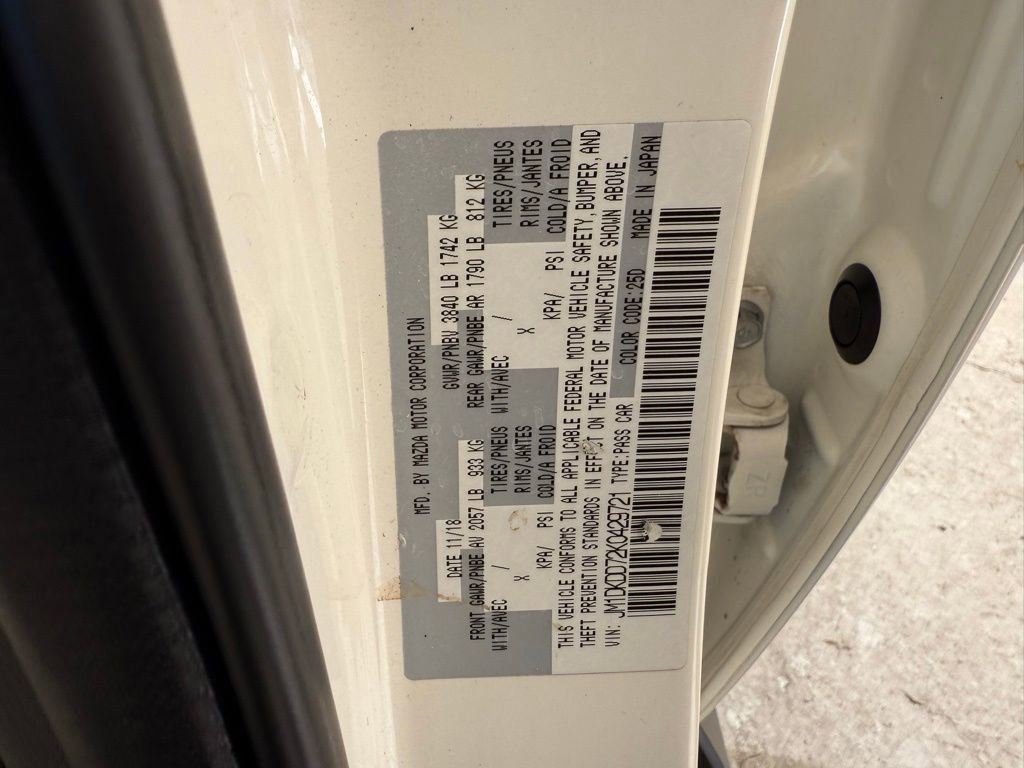 MFD. BY MAZDA MOTOR CORPORATION
DATE 11/18 GVWR/PNBV 3840 LB 1742 KG
FRONT GAWR/PNBE AV 2057 LB 933 KG REAR GAWR/PNBE AR 1790 LB 812 KG
WITH/AVEC / TIRES/PNEUS WITH/AVEC / TIRES/PNEUS
X RIMS/JANTES X RIMS/JANTES
KPA/ PSI COLD/A FROID KPA/ PSI COLD/A FROID
THIS VEHICLE CONFORMS TO ALL APPLICABLE FEDERAL MOTOR VEHICLE SAFETY, BUMPER, AND
THEFT PREVENTION STANDARDS IN EFFECT ON THE DATE OF MANUFACTURE SHOWN ABOVE.
VIN: JM1DKDD72K0429721 TYPE:PASS CAR COLOR CODE:25D MADE IN JAPAN
ZP